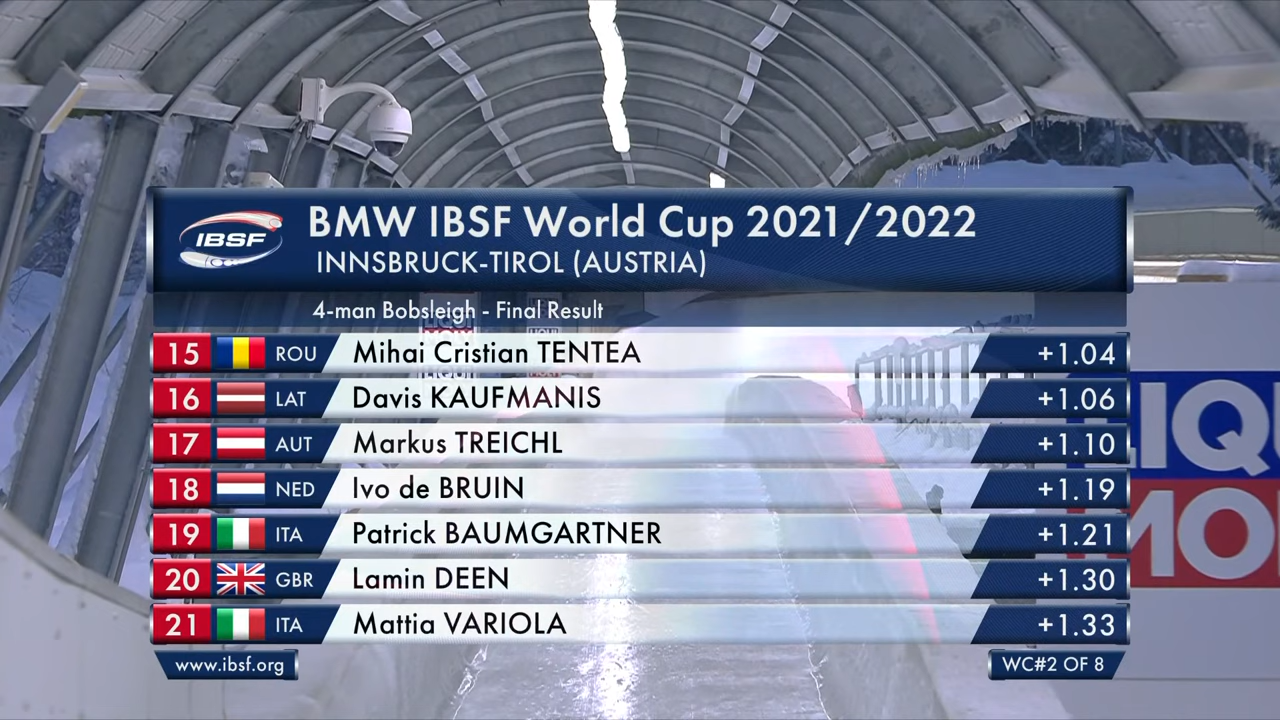 IBSF
BMW IBSF World Cup 2021/2022
INNSBRUCK-TIROL (AUSTRIA)
4-man Bobsleigh - Final Result
15 ROU Mihai Cristian TENTEA +1.04
16 LAT Davis KAUFMANIS +1.06
17 AUT Markus TREICHL +1.10
18 NED Ivo de BRUIN +1.19
19 ITA Patrick BAUMGARTNER +1.21
20 GBR Lamin DEEN +1.30
21 ITA Mattia VARIOLA +1.33
www.ibsf.org
WC#2 OF 8
LIQ
MO